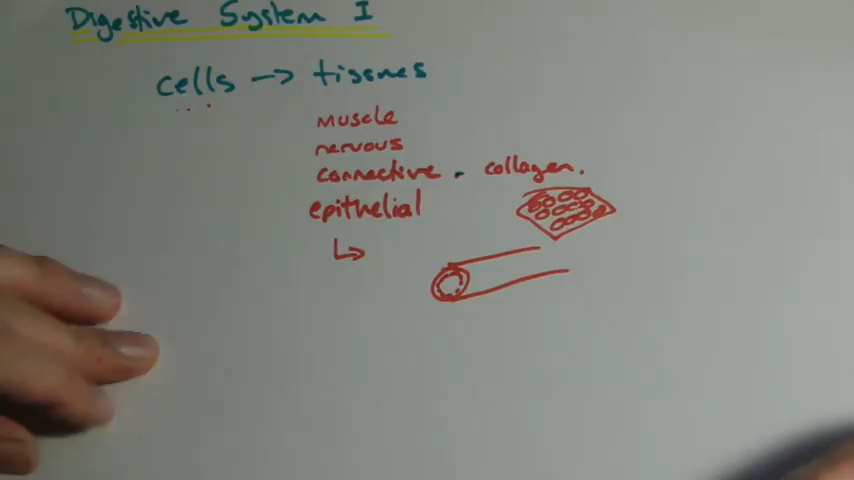 Digestive System I
cells → tissues
muscle
nervous
connective. collagen.
epithelial